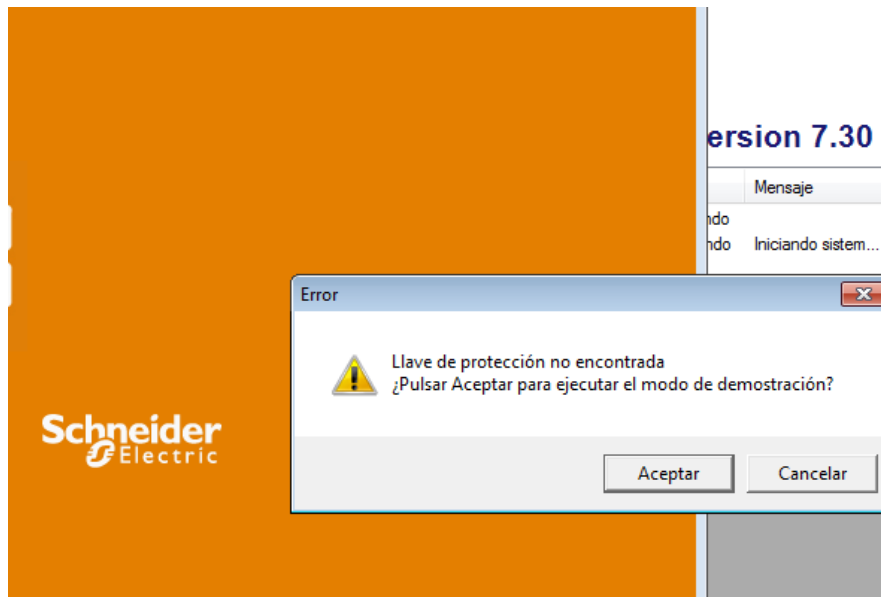 ersion 7.30
Mensaje
ndo
ndo Iniciando sistem...
Error
Llave de protección no encontrada
¿Pulsar Aceptar para ejecutar el modo de demostración?
Schneider
Electric
Aceptar Cancelar